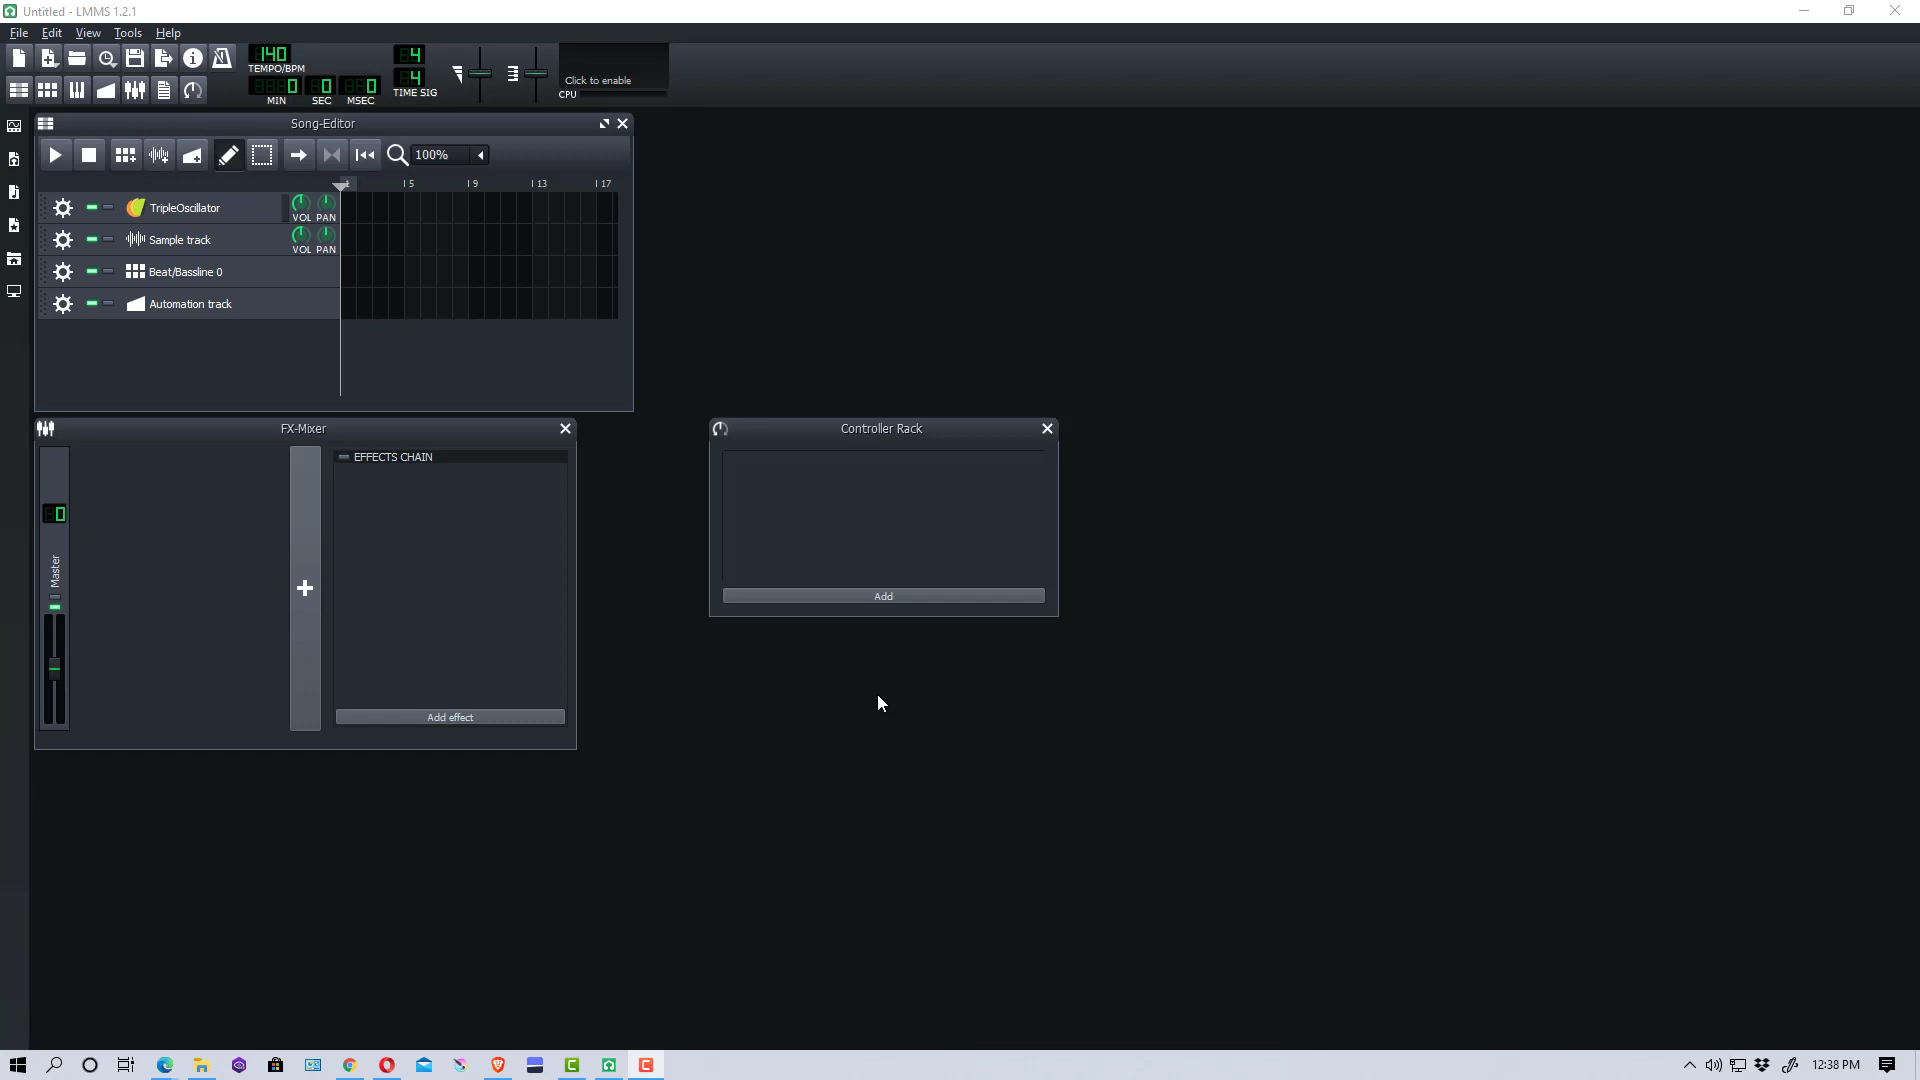 Untitled - LMMS 1.2.1
File Edit View Tools Help
140
TEMPO/BPM
0 0 0
MIN SEC MSEC
4
4
TIME SIG
Click to enable
CPU
Song-Editor
100%
1 5 9 13 17
TripleOscillator VOL PAN
Sample track VOL PAN
Beat/Bassline 0
Automation track
FX-Mixer
0
Master
EFFECTS CHAIN
Add effect
Controller Rack
Add
12:38 PM